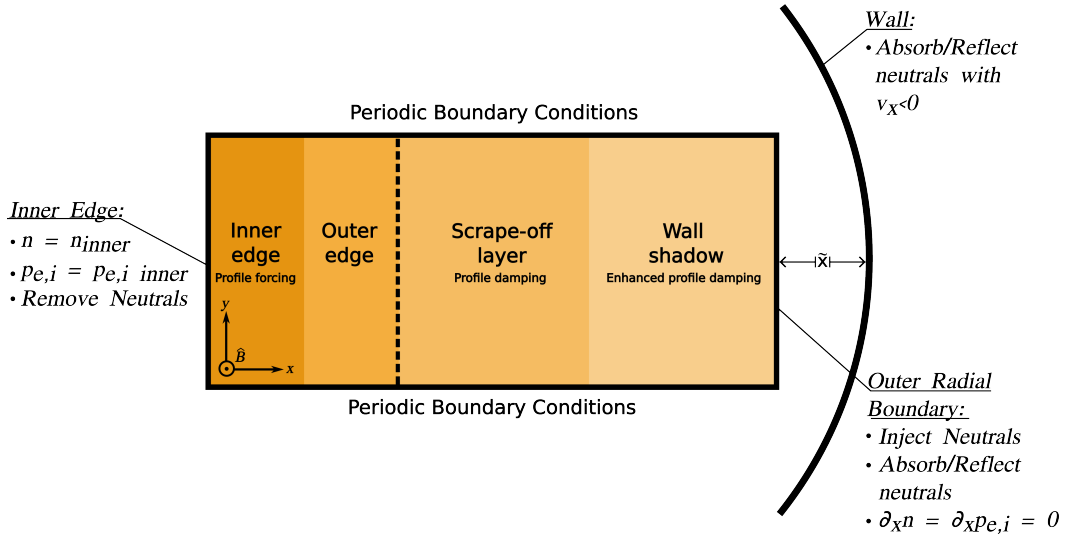 Wall:
• Absorb/Reflect
neutrals with
vx<0
Periodic Boundary Conditions
Inner Edge:
• n = ninner
• pe,i = pe,i inner
• Remove Neutrals
Inner
edge
Profile forcing
Outer
edge
Scrape-off
layer
Profile damping
Wall
shadow
Enhanced profile damping
|x̃|
y
B̂
x
Periodic Boundary Conditions
Outer Radial
Boundary:
• Inject Neutrals
• Absorb/Reflect
neutrals
• ∂xn = ∂xpe,i = 0